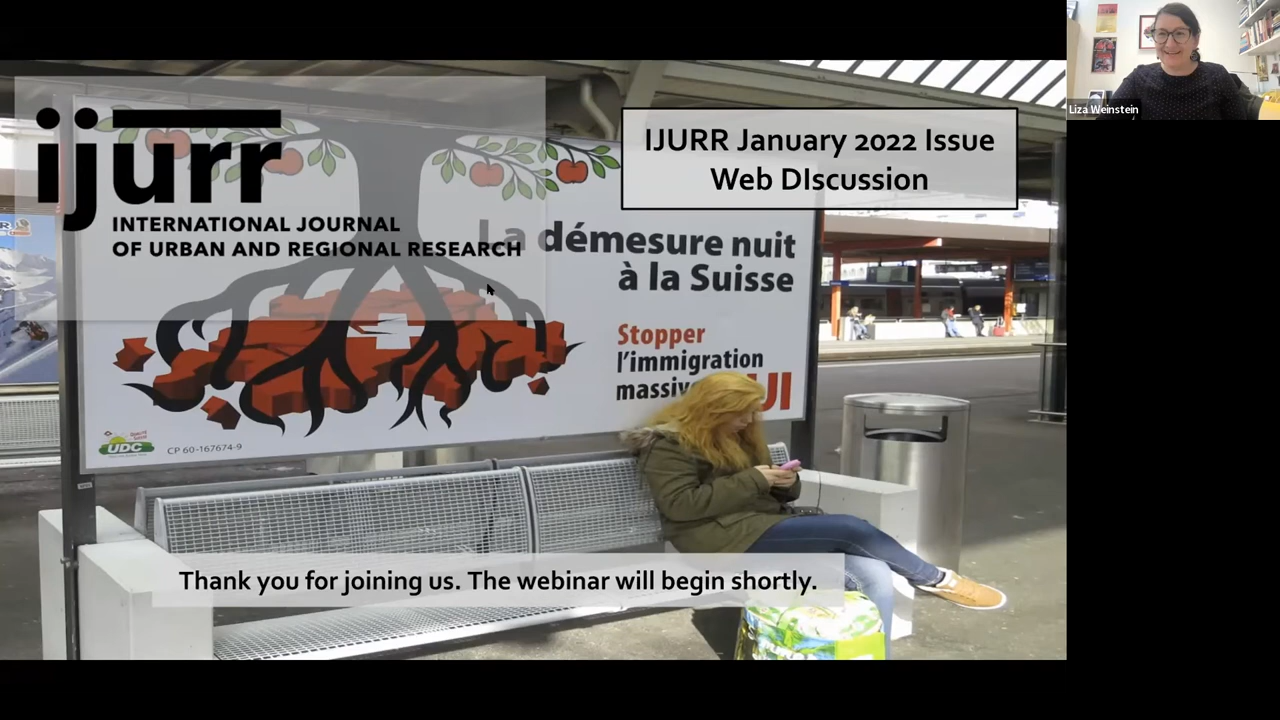 ijurr
INTERNATIONAL JOURNAL
OF URBAN AND REGIONAL RESEARCH
IJURR January 2022 Issue
Web DIscussion
La démesure nuit
à la Suisse
Stopper
l'immigration
UDC
CP 60-167674-9
Thank you for joining us. The webinar will begin shortly.
Liza Weinstein